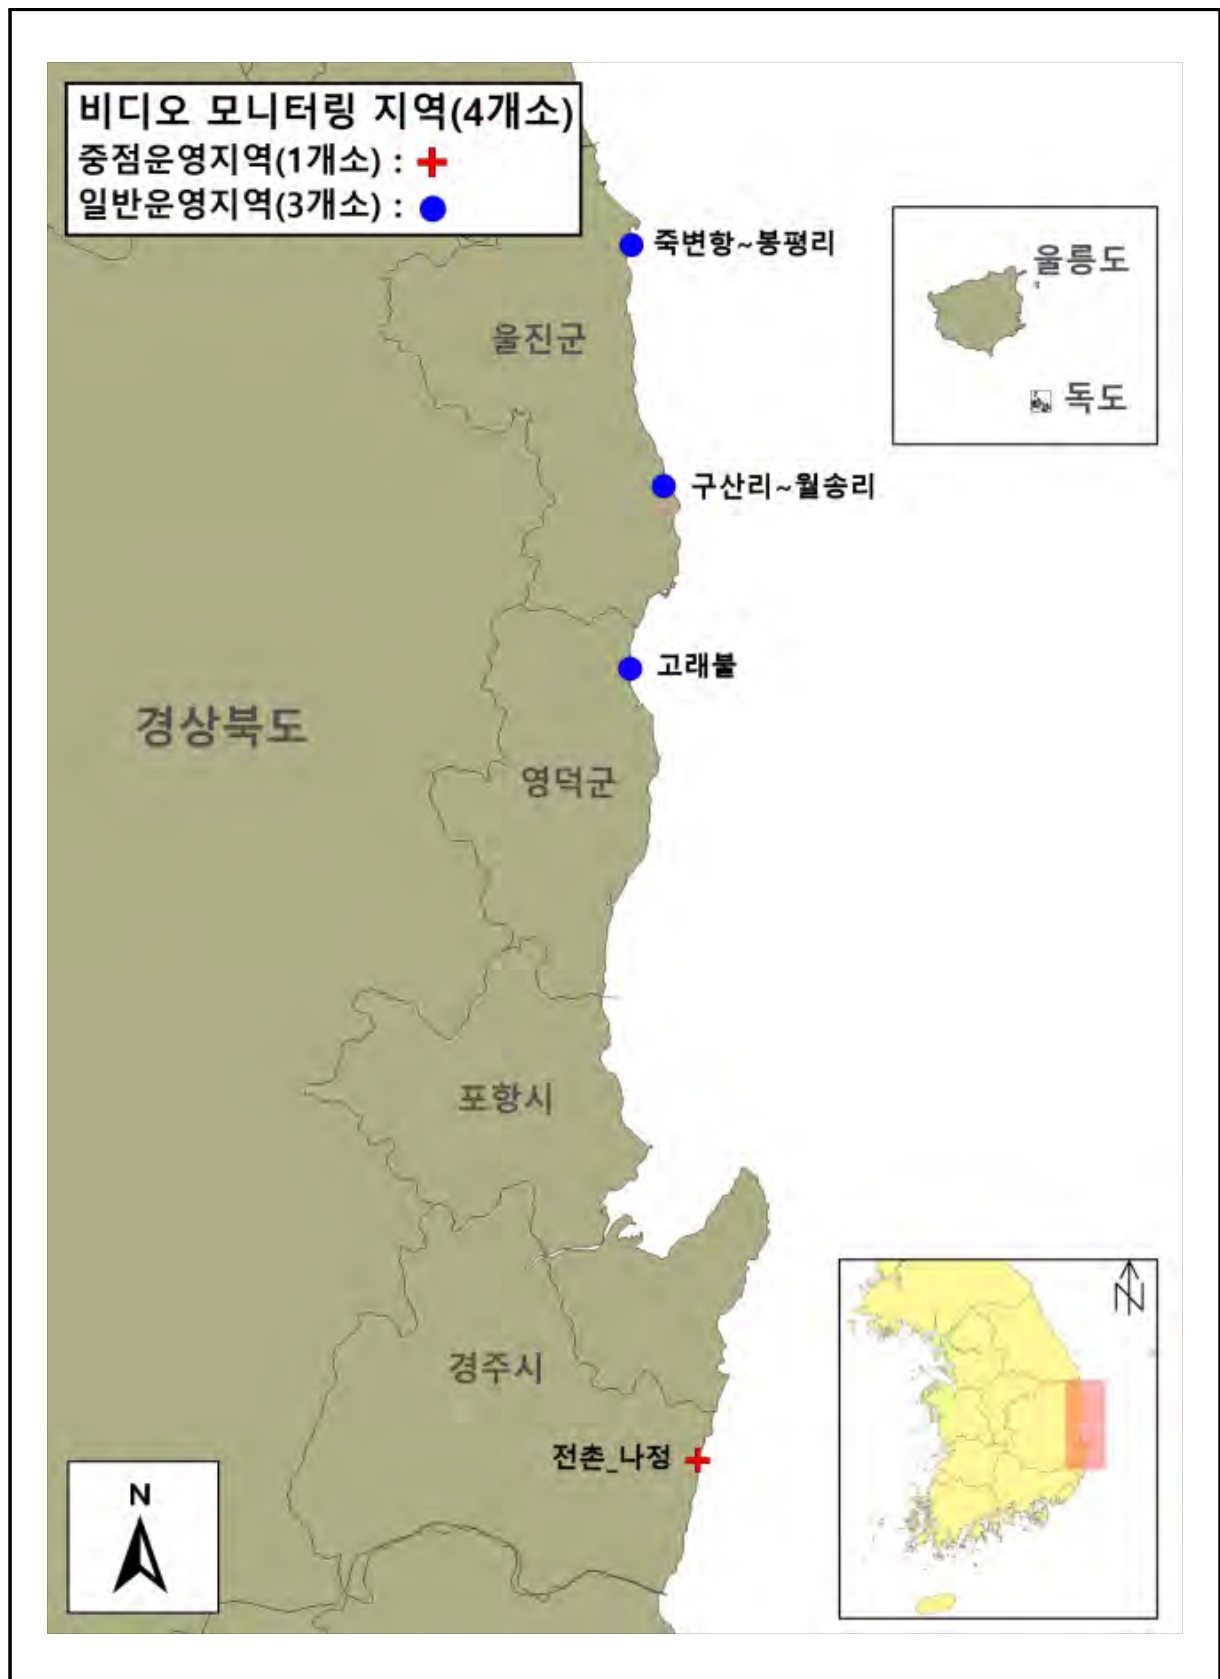 비디오 모니터링 지역(4개소)
중점운영지역(1개소) :
일반운영지역(3개소) :
죽변항~봉평리
울릉도
울진군
독도
구산리~월송리
고래불
경상북도
영덕군
포항시
경주시
전촌_나정
N
N